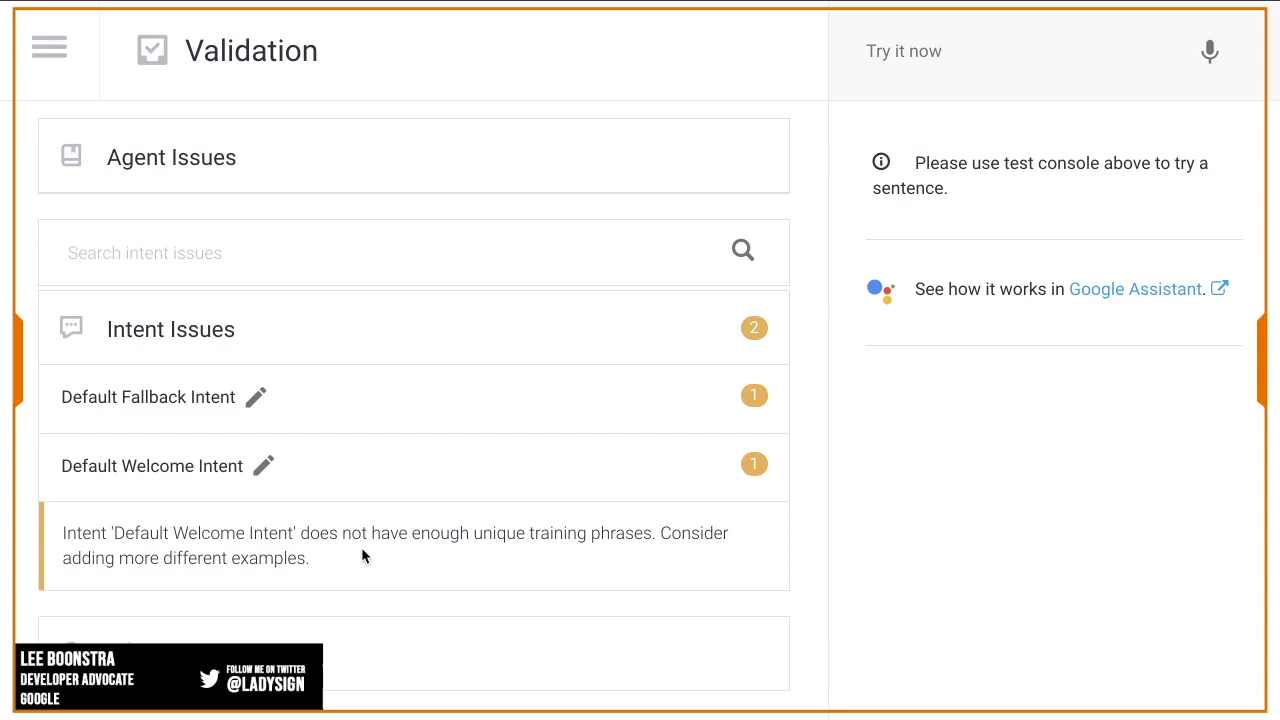 Validation
Try it now
Agent Issues
Please use test console above to try a
sentence.
Search intent issues
See how it works in Google Assistant.
Intent Issues
2
Default Fallback Intent
1
Default Welcome Intent
1
Intent 'Default Welcome Intent' does not have enough unique training phrases. Consider
adding more different examples.
LEE BOONSTRA
DEVELOPER ADVOCATE
GOOGLE
FOLLOW ME ON TWITTER
@LADYSIGN